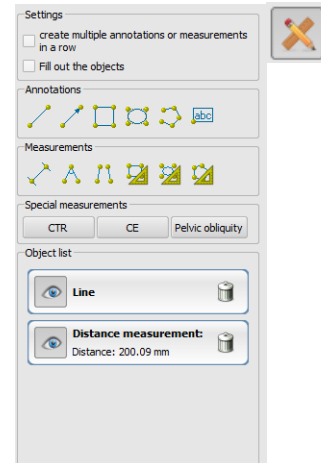 Settings
create multiple annotations or measurements
in a row
Fill out the objects
Annotations
abc
Measurements
Special measurements
CTR CE Pelvic obliquity
Object list
Line
Distance measurement:
Distance: 200.09 mm